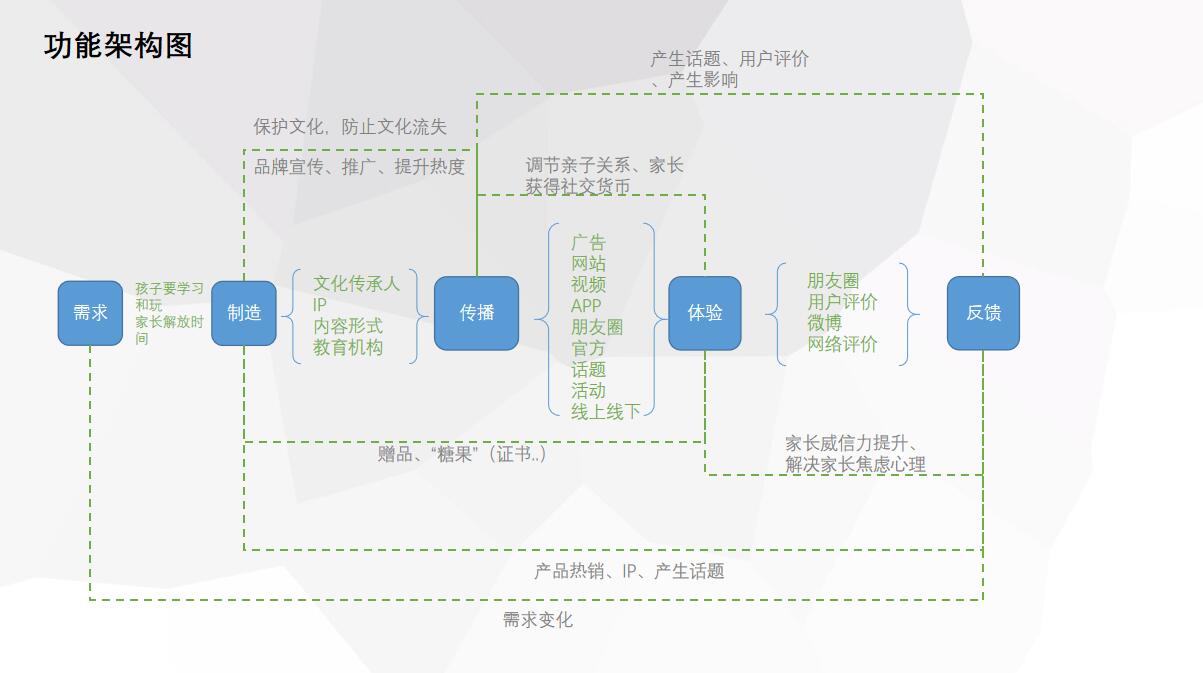 功能架构图
产生话题、用户评价
、产生影响
保护文化，防止文化流失
品牌宣传、推广、提升热度
调节亲子关系、家长
获得社交货币
需求
孩子要学习
和玩
家长解放时
间
制造
文化传承人
IP
内容形式
教育机构
传播
广告
网站
视频
APP
朋友圈
官方
话题
活动
线上线下
体验
朋友圈
用户评价
微博
网络评价
反馈
赠品、“糖果”（证书..）
家长威信力提升、
解决家长焦虑心理
产品热销、IP、产生话题
需求变化